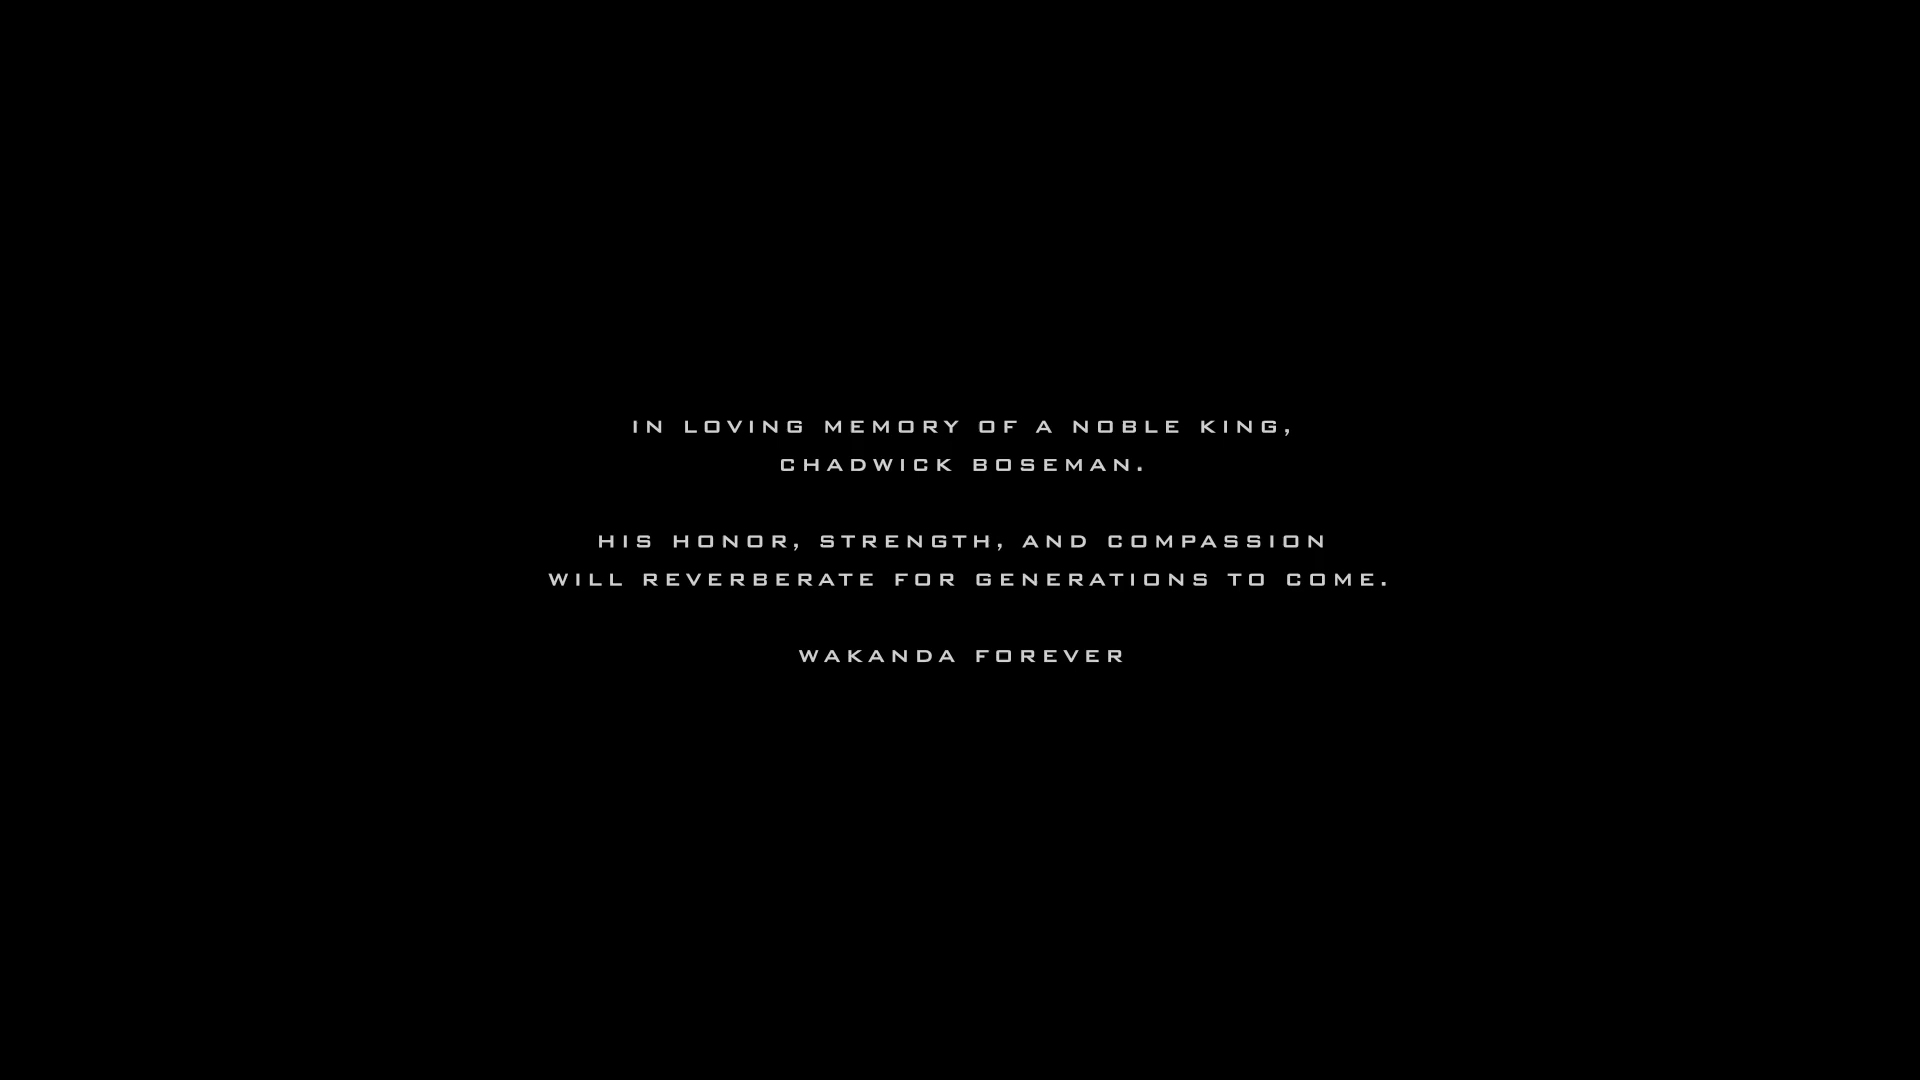 IN LOVING MEMORY OF A NOBLE KING,
CHADWICK BOSEMAN.
HIS HONOR, STRENGTH, AND COMPASSION
WILL REVERBERATE FOR GENERATIONS TO COME.
WAKANDA FOREVER